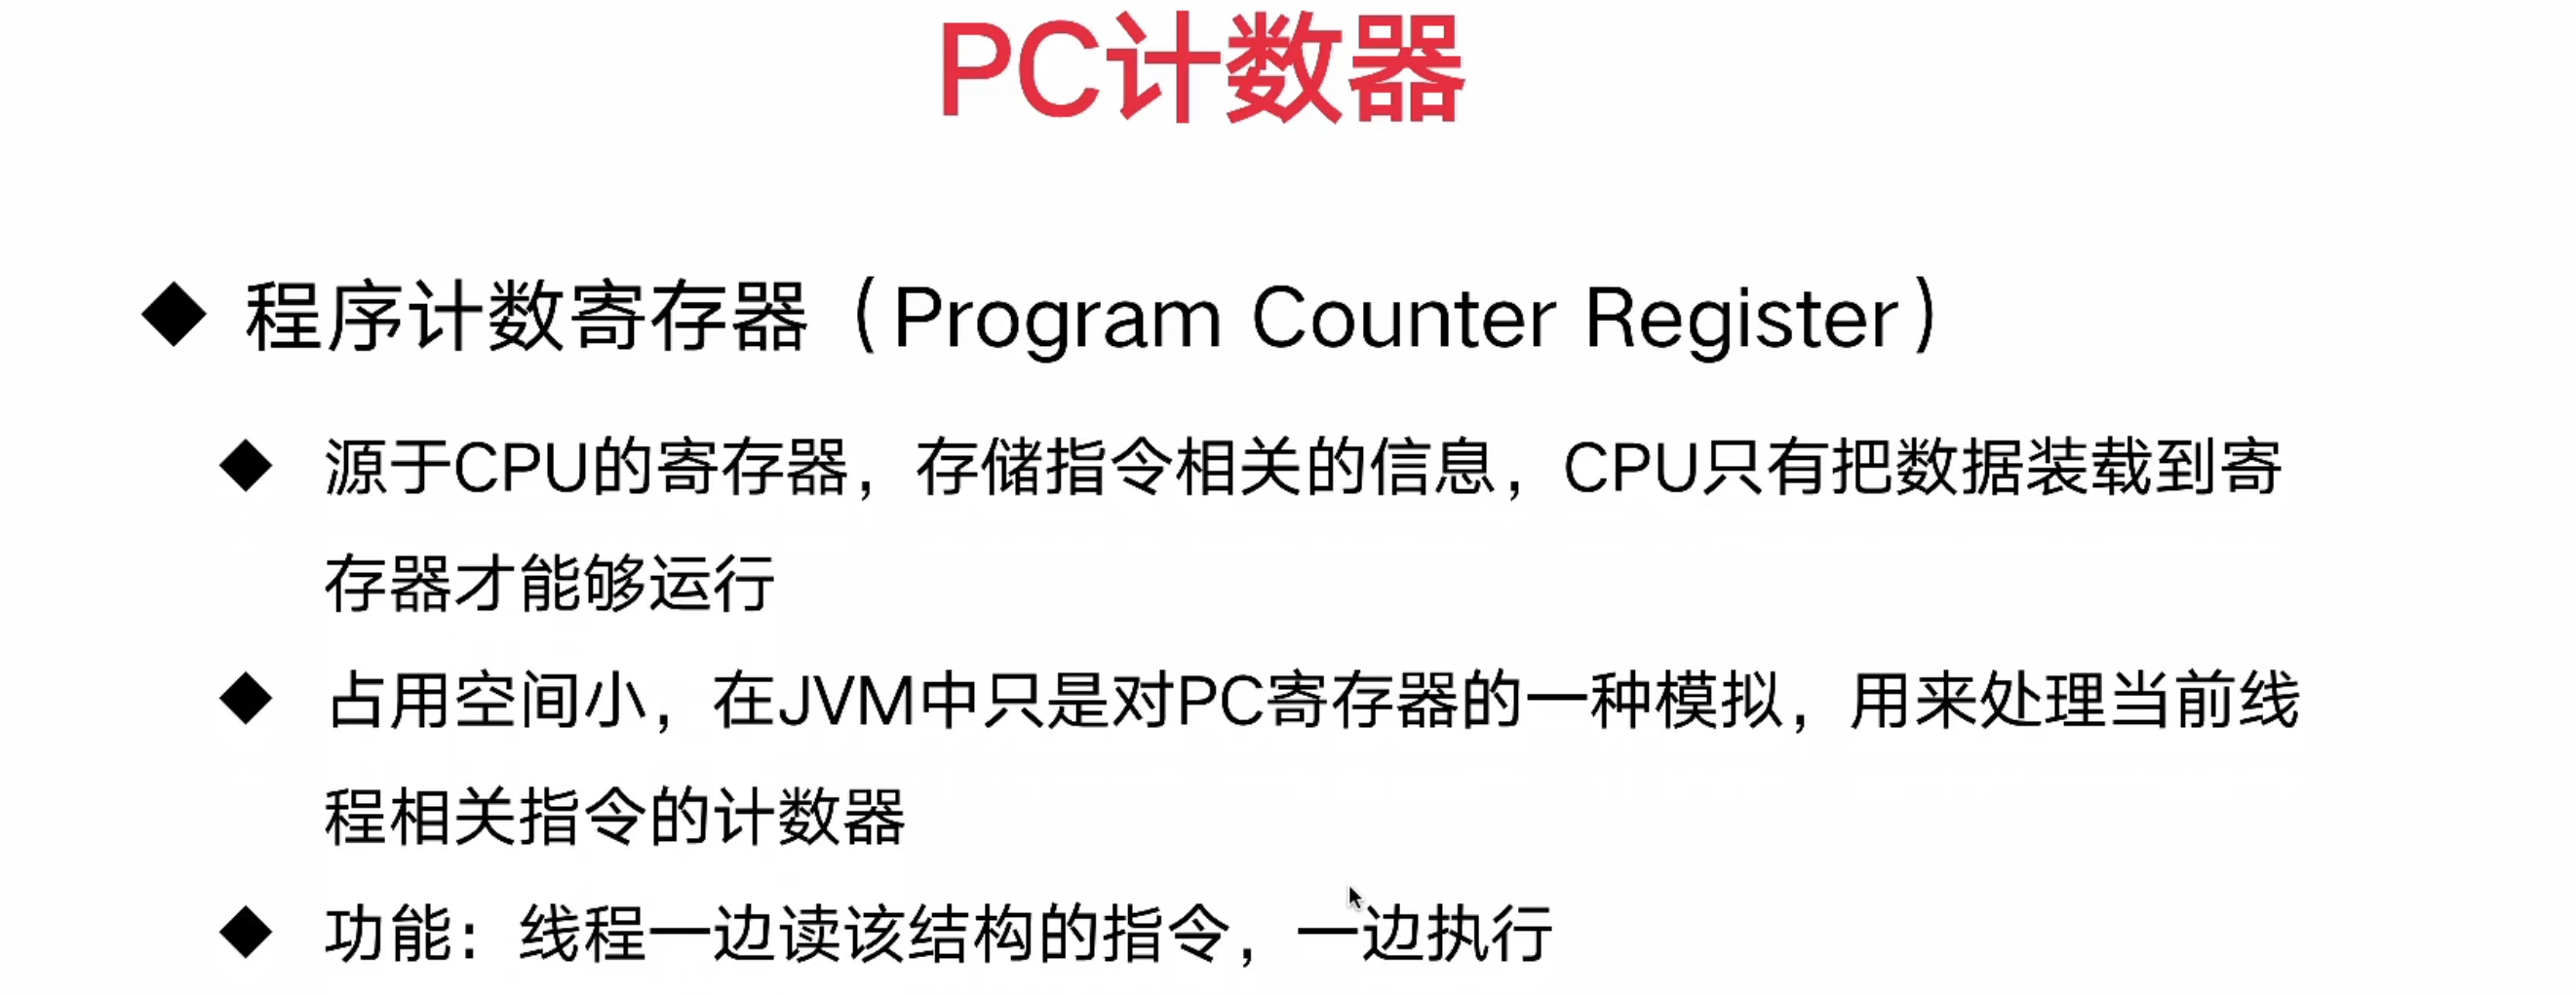 PC计数器
◆ 程序计数寄存器（Program Counter Register）
◆ 源于CPU的寄存器，存储指令相关的信息，CPU只有把数据装载到寄
存器才能够运行
◆ 占用空间小，在JVM中只是对PC寄存器的一种模拟，用来处理当前线
程相关指令的计数器
◆ 功能：线程一边读该结构的指令，一边执行